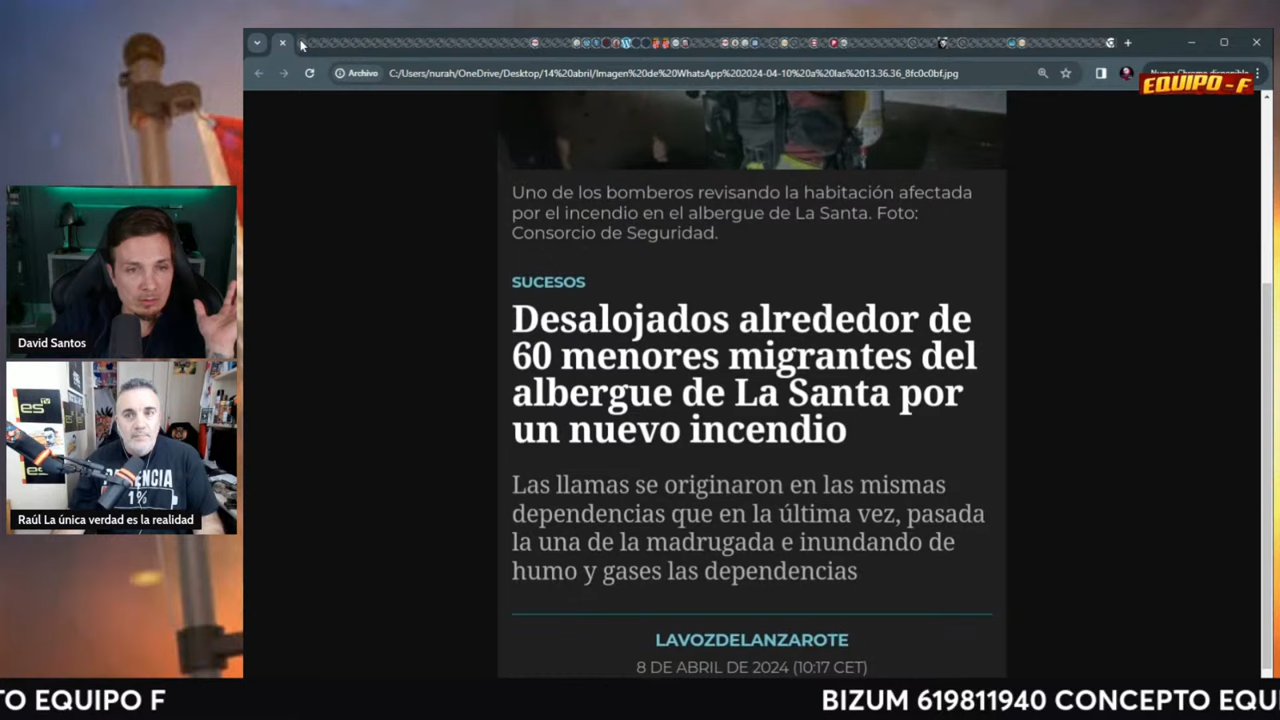 Archivo
C:/Users/nurah/OneDrive/Desktop/14%20abril/Imagen%20de%20WhatsApp%202024-04-10%20a%20las%2013.36.36_8fc0c0bf.jpg
EQUIPO-F
Uno de los bomberos revisando la habitación afectada
por el incendio en el albergue de La Santa. Foto:
Consorcio de Seguridad.
SUCESOS
Desalojados alrededor de
60 menores migrantes del
albergue de La Santa por
un nuevo incendio
Las llamas se originaron en las mismas
dependencias que en la última vez, pasada
la una de la madrugada e inundando de
humo y gases las dependencias
LAVOZDELANZAROTE
8 DE ABRIL DE 2024 (10:17 CET)
David Santos
es
1%
Raúl La única verdad es la realidad
TO EQUIPO F
BIZUM 619811940 CONCEPTO EQU